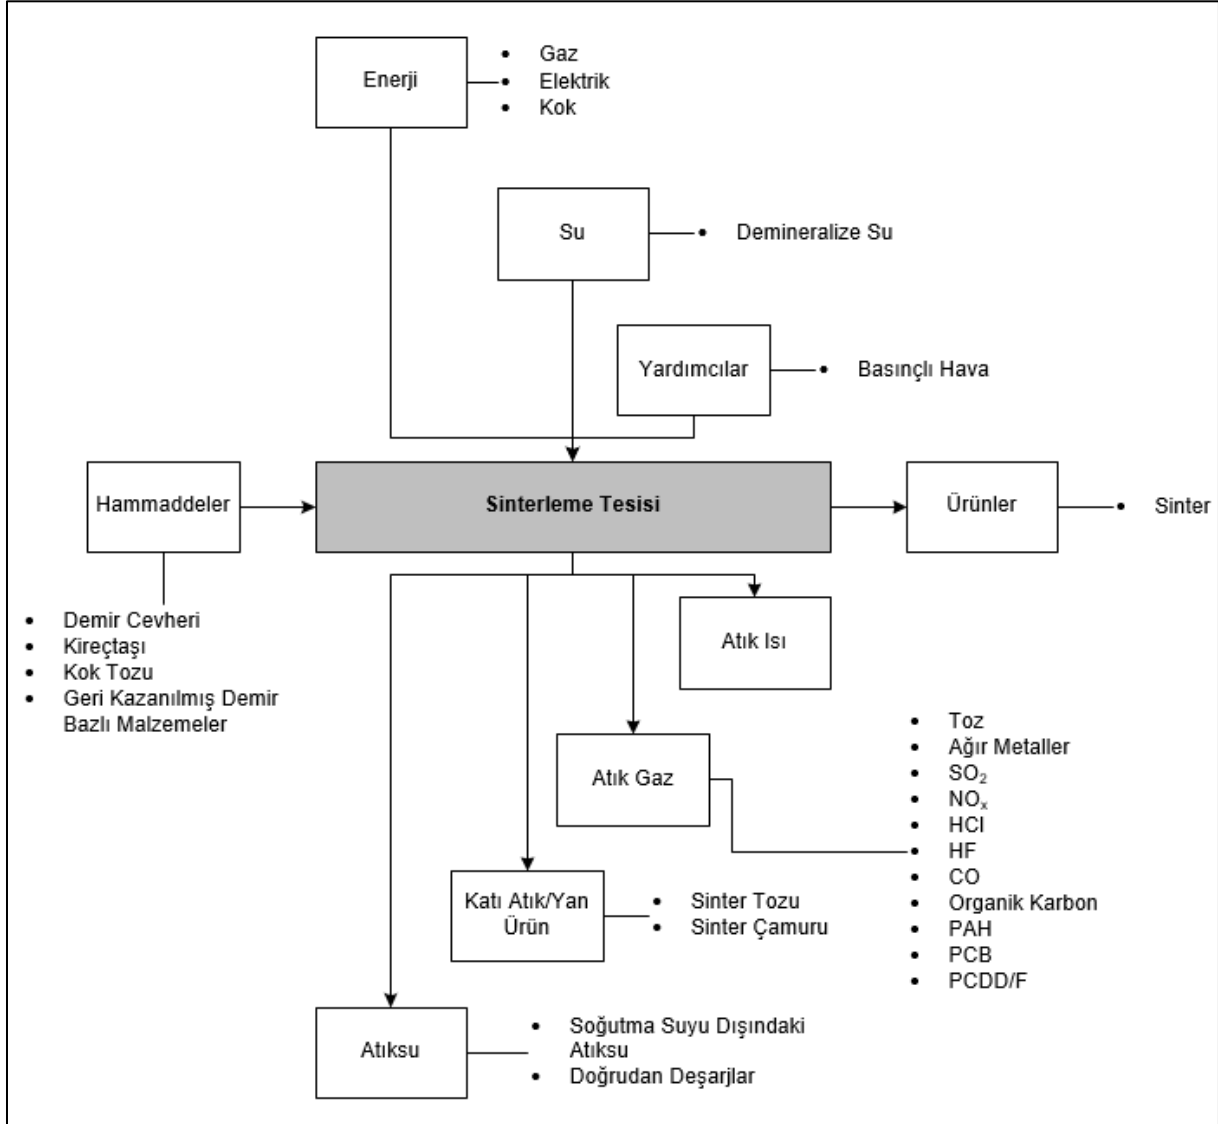 Enerji
• Gaz
• Elektrik
• Kok
Su
• Demineralize Su
Yardımcılar
• Basınçlı Hava
Hammaddeler
Sinterleme Tesisi
Ürünler
• Sinter
• Demir Cevheri
• Kireçtaşı
• Kok Tozu
• Geri Kazanılmış Demir
Bazlı Malzemeler
Atık Isı
Atık Gaz
• Toz
• Ağır Metaller
• SO₂
• NOₓ
• HCl
• HF
• CO
• Organik Karbon
• PAH
• PCB
• PCDD/F
Katı Atık/Yan
Ürün
• Sinter Tozu
• Sinter Çamuru
Atıksu
• Soğutma Suyu Dışındaki
Atıksu
• Doğrudan Deşarjlar